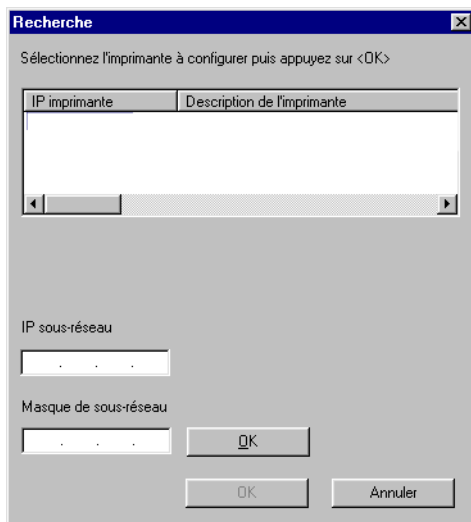 Recherche
Sélectionnez l'imprimante à configurer puis appuyez sur <OK>
IP imprimante Description de l'imprimante
IP sous-réseau
. . .
Masque de sous-réseau
. . . OK
OK Annuler